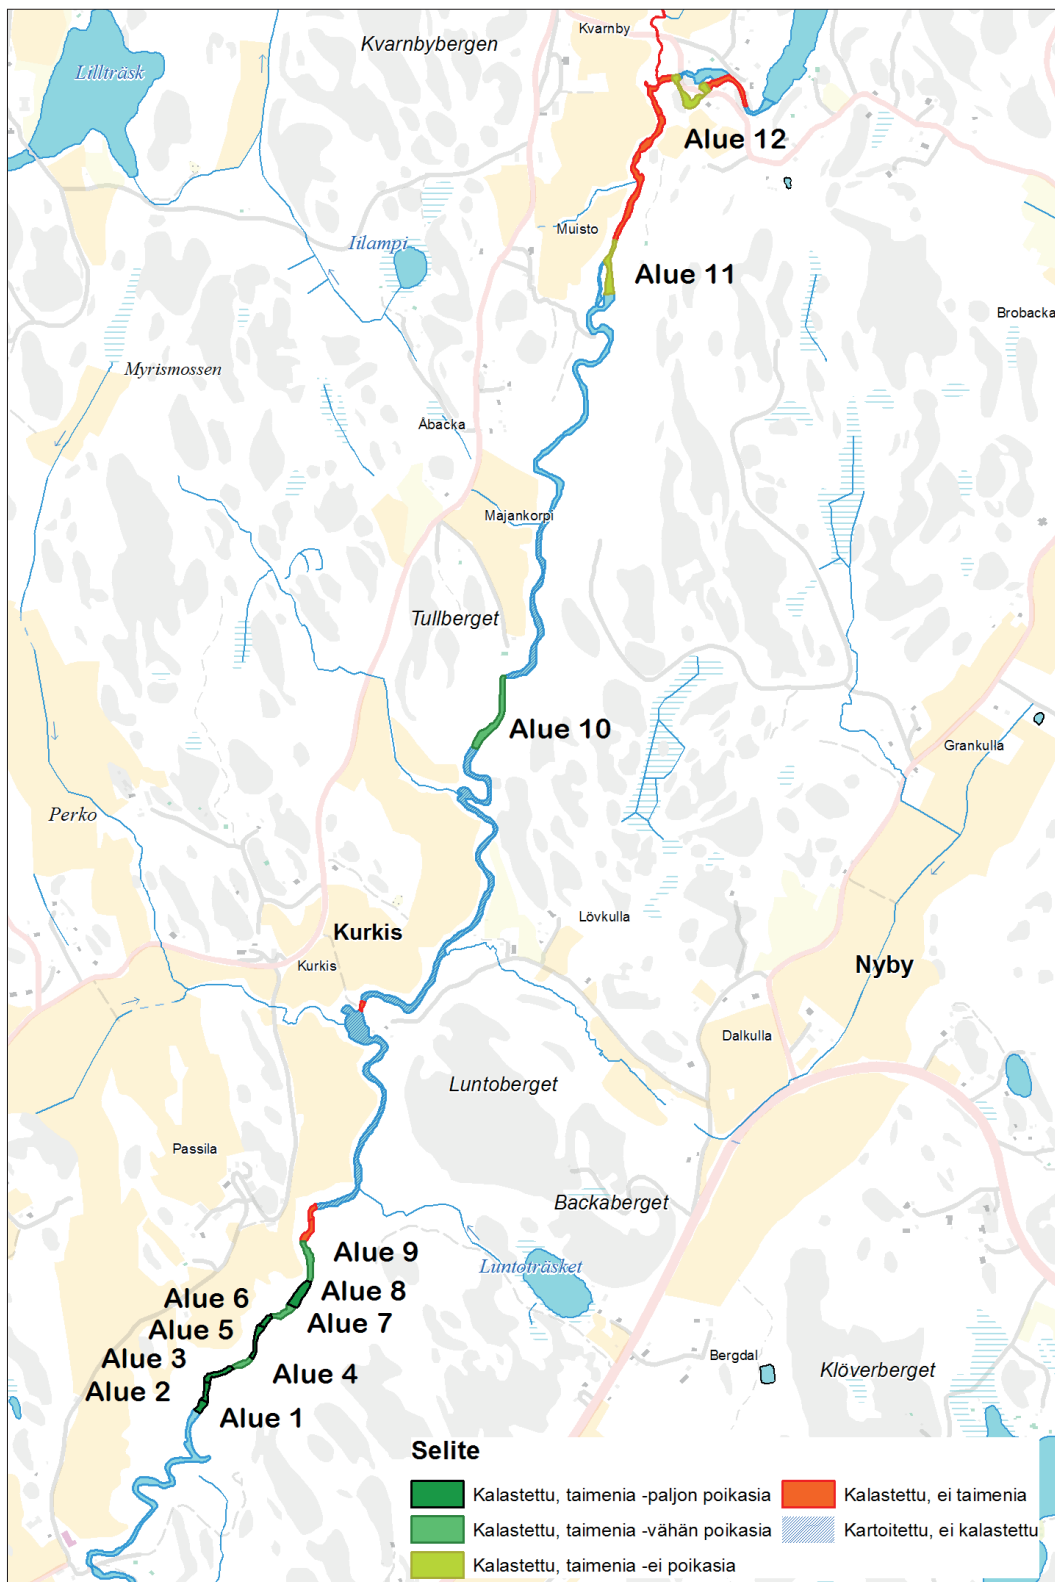 Kvarnby
Kvarnbybergen
Lillträsk
Alue 12
Muisto
Iilampi
Alue 11
Brobacka
Myrismossen
Åbacka
Majankorpi
Tullberget
Alue 10
Grankulla
Perko
Lövkulla
Kurkis
Kurkis
Nyby
Dalkulla
Luntoberget
Passila
Backaberget
Alue 9
Luntoträsket
Alue 8
Alue 6
Alue 7
Alue 5
Alue 3
Bergdal
Alue 4
Klöverberget
Alue 2
Alue 1
Selite
Kalastettu, taimenia -paljon poikasia
Kalastettu, taimenia -vähän poikasia
Kalastettu, taimenia -ei poikasia
Kalastettu, ei taimenia
Kartoitettu, ei kalastettu